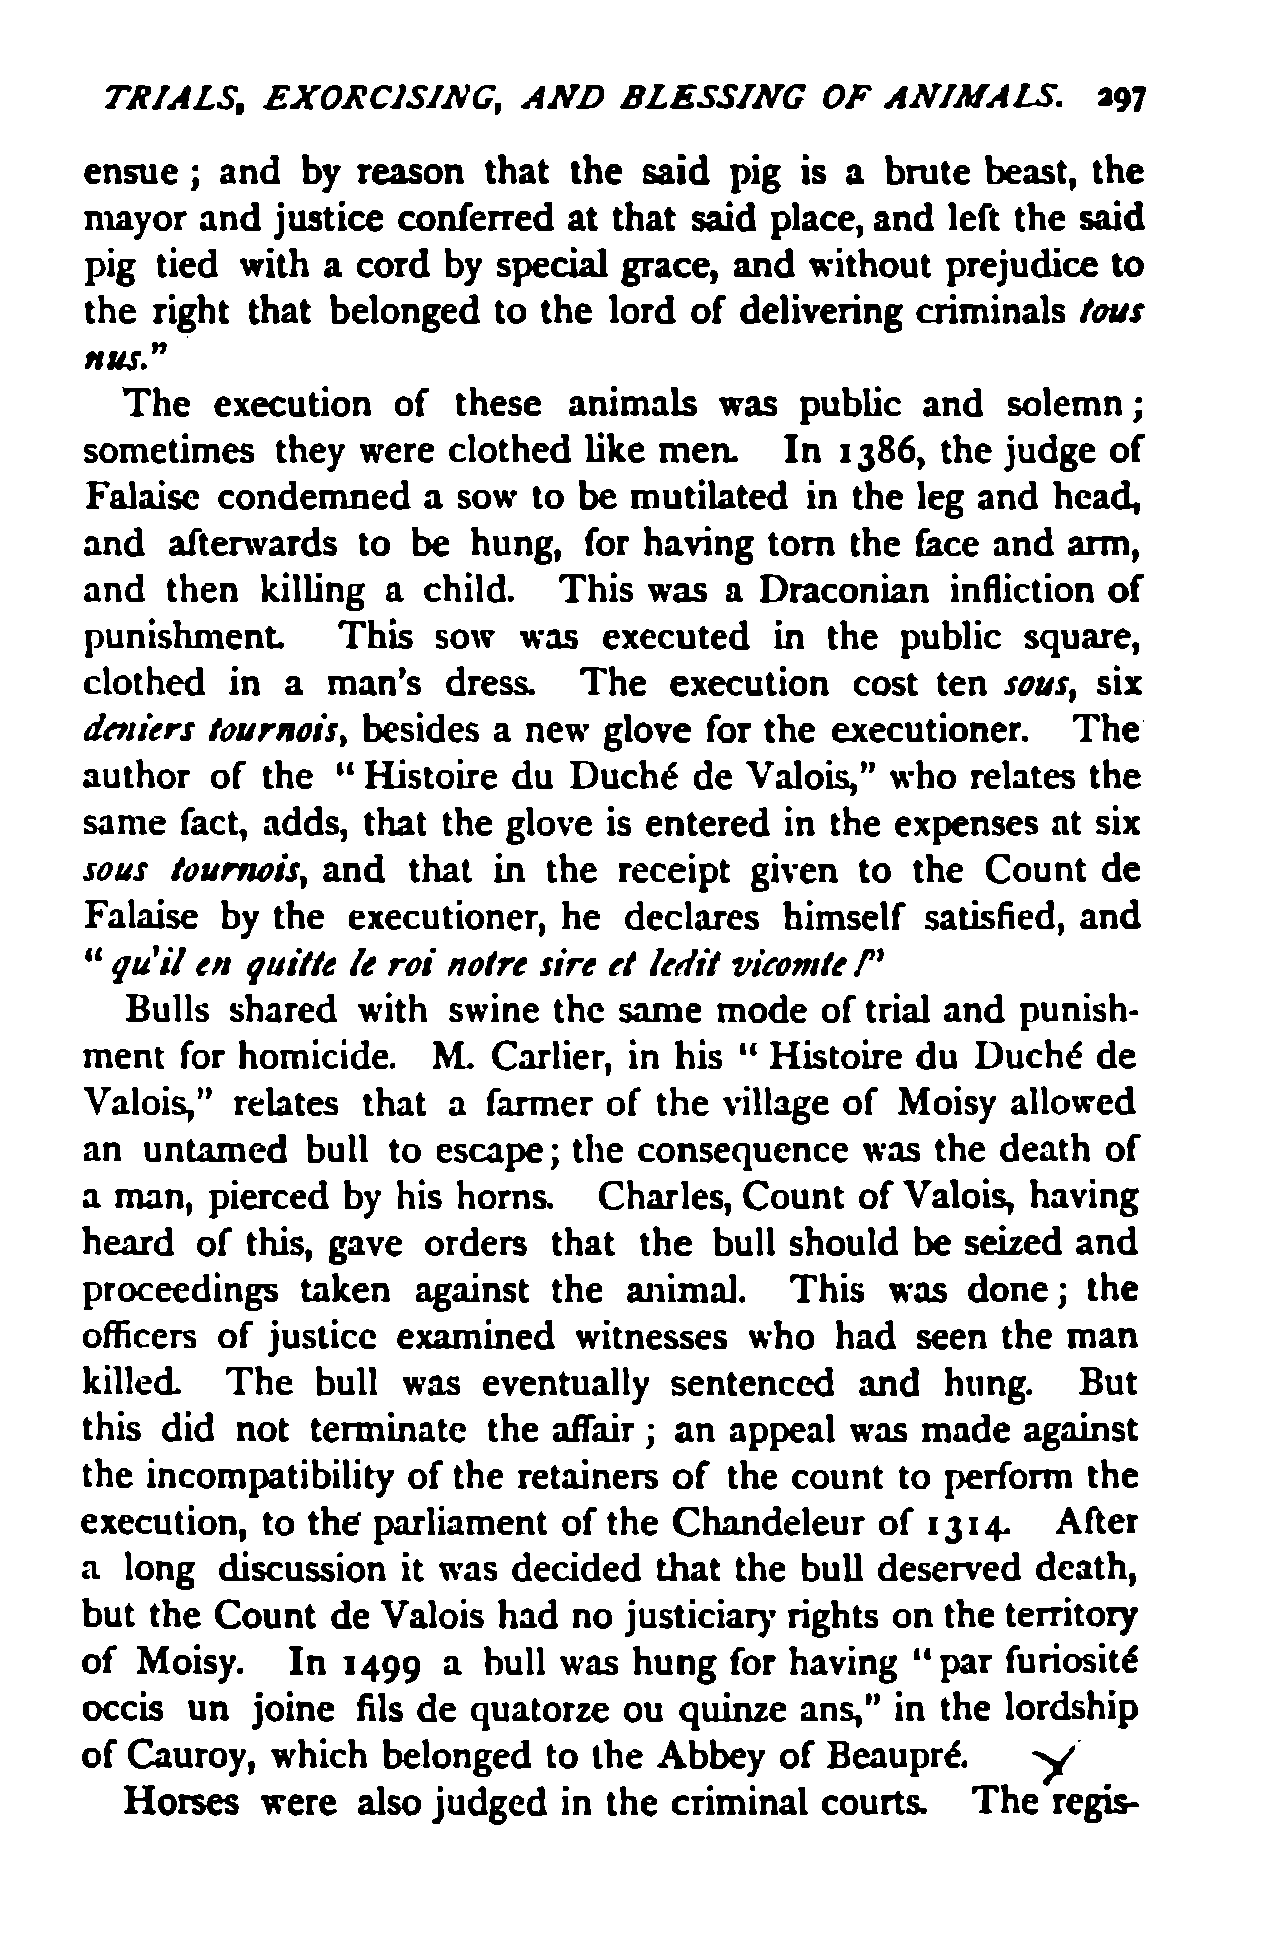 TRIALS, EXORCISING, AND BLESSING OF ANIMALS. 297
ensue ; and by reason that the said pig is a brute beast, the
mayor and justice conferred at that said place, and left the said
pig tied with a cord by special grace, and without prejudice to
the right that belonged to the lord of delivering criminals tous
nus."
The execution of these animals was public and solemn ;
sometimes they were clothed like men. In 1386, the judge of
Falaise condemned a sow to be mutilated in the leg and head,
and afterwards to be hung, for having torn the face and arm,
and then killing a child. This was a Draconian infliction of
punishment. This sow was executed in the public square,
clothed in a man's dress. The execution cost ten sous, six
deniers tournois, besides a new glove for the executioner. The
author of the " Histoire du Duché de Valois," who relates the
same fact, adds, that the glove is entered in the expenses at six
sous tournois, and that in the receipt given to the Count de
Falaise by the executioner, he declares himself satisfied, and
" qu'il en quitte le roi notre sire et ledit vicomte !"
Bulls shared with swine the same mode of trial and punish-
ment for homicide. M. Carlier, in his " Histoire du Duché de
Valois," relates that a farmer of the village of Moisy allowed
an untamed bull to escape ; the consequence was the death of
a man, pierced by his horns. Charles, Count of Valois, having
heard of this, gave orders that the bull should be seized and
proceedings taken against the animal. This was done ; the
officers of justice examined witnesses who had seen the man
killed. The bull was eventually sentenced and hung. But
this did not terminate the affair ; an appeal was made against
the incompatibility of the retainers of the count to perform the
execution, to the parliament of the Chandeleur of 1314. After
a long discussion it was decided that the bull deserved death,
but the Count de Valois had no justiciary rights on the territory
of Moisy. In 1499 a bull was hung for having " par furiosité
occis un joine fils de quatorze ou quinze ans," in the lordship
of Cauroy, which belonged to the Abbey of Beaupré.
Horses were also judged in the criminal courts. The regis-